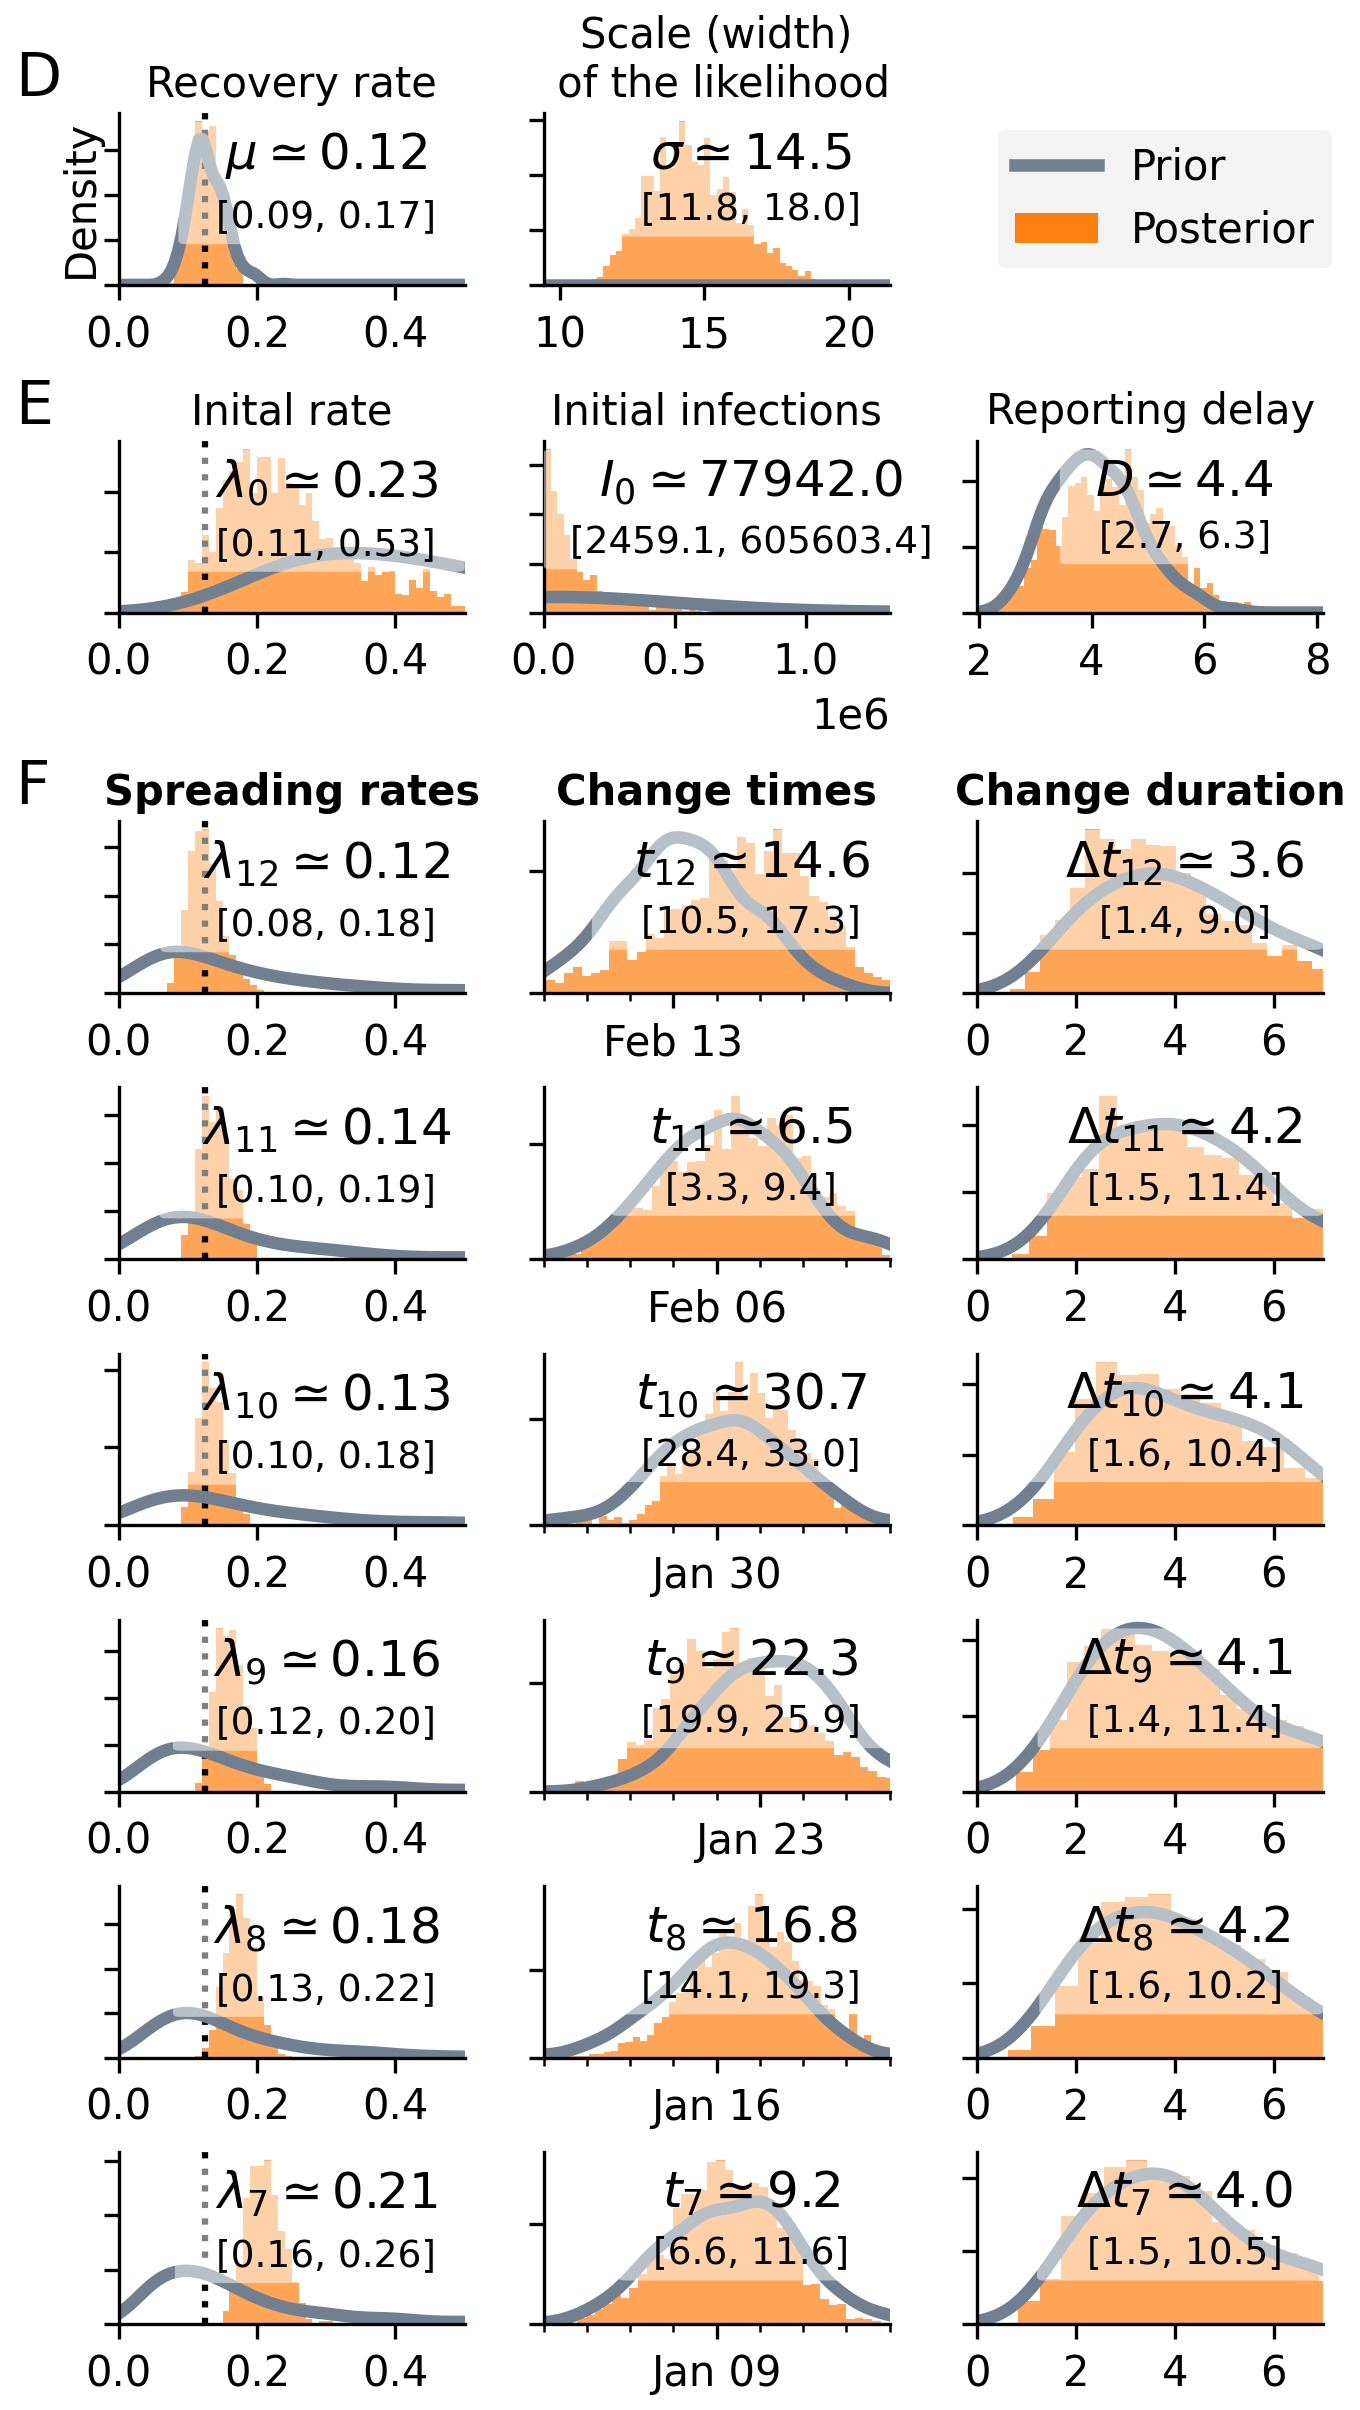 D
Recovery rate
Scale (width)
of the likelihood
Density
μ ≃ 0.12
[0.09, 0.17]
0.0 0.2 0.4
σ ≃ 14.5
[11.8, 18.0]
10 15 20
Prior
Posterior
E
Inital rate
λ0 ≃ 0.23
[0.11, 0.53]
0.0 0.2 0.4
Initial infections
I0 ≃ 77942.0
[2459.1, 605603.4]
0.0 0.5 1.0
1e6
Reporting delay
D ≃ 4.4
[2.7, 6.3]
2 4 6 8
F
Spreading rates
Change times
Change duration
λ12 ≃ 0.12
[0.08, 0.18]
0.0 0.2 0.4
t12 ≃ 14.6
[10.5, 17.3]
Feb 13
Δt12 ≃ 3.6
[1.4, 9.0]
0 2 4 6
λ11 ≃ 0.14
[0.10, 0.19]
0.0 0.2 0.4
t11 ≃ 6.5
[3.3, 9.4]
Feb 06
Δt11 ≃ 4.2
[1.5, 11.4]
0 2 4 6
λ10 ≃ 0.13
[0.10, 0.18]
0.0 0.2 0.4
t10 ≃ 30.7
[28.4, 33.0]
Jan 30
Δt10 ≃ 4.1
[1.6, 10.4]
0 2 4 6
λ9 ≃ 0.16
[0.12, 0.20]
0.0 0.2 0.4
t9 ≃ 22.3
[19.9, 25.9]
Jan 23
Δt9 ≃ 4.1
[1.4, 11.4]
0 2 4 6
λ8 ≃ 0.18
[0.13, 0.22]
0.0 0.2 0.4
t8 ≃ 16.8
[14.1, 19.3]
Jan 16
Δt8 ≃ 4.2
[1.6, 10.2]
0 2 4 6
λ7 ≃ 0.21
[0.16, 0.26]
0.0 0.2 0.4
t7 ≃ 9.2
[6.6, 11.6]
Jan 09
Δt7 ≃ 4.0
[1.5, 10.5]
0 2 4 6